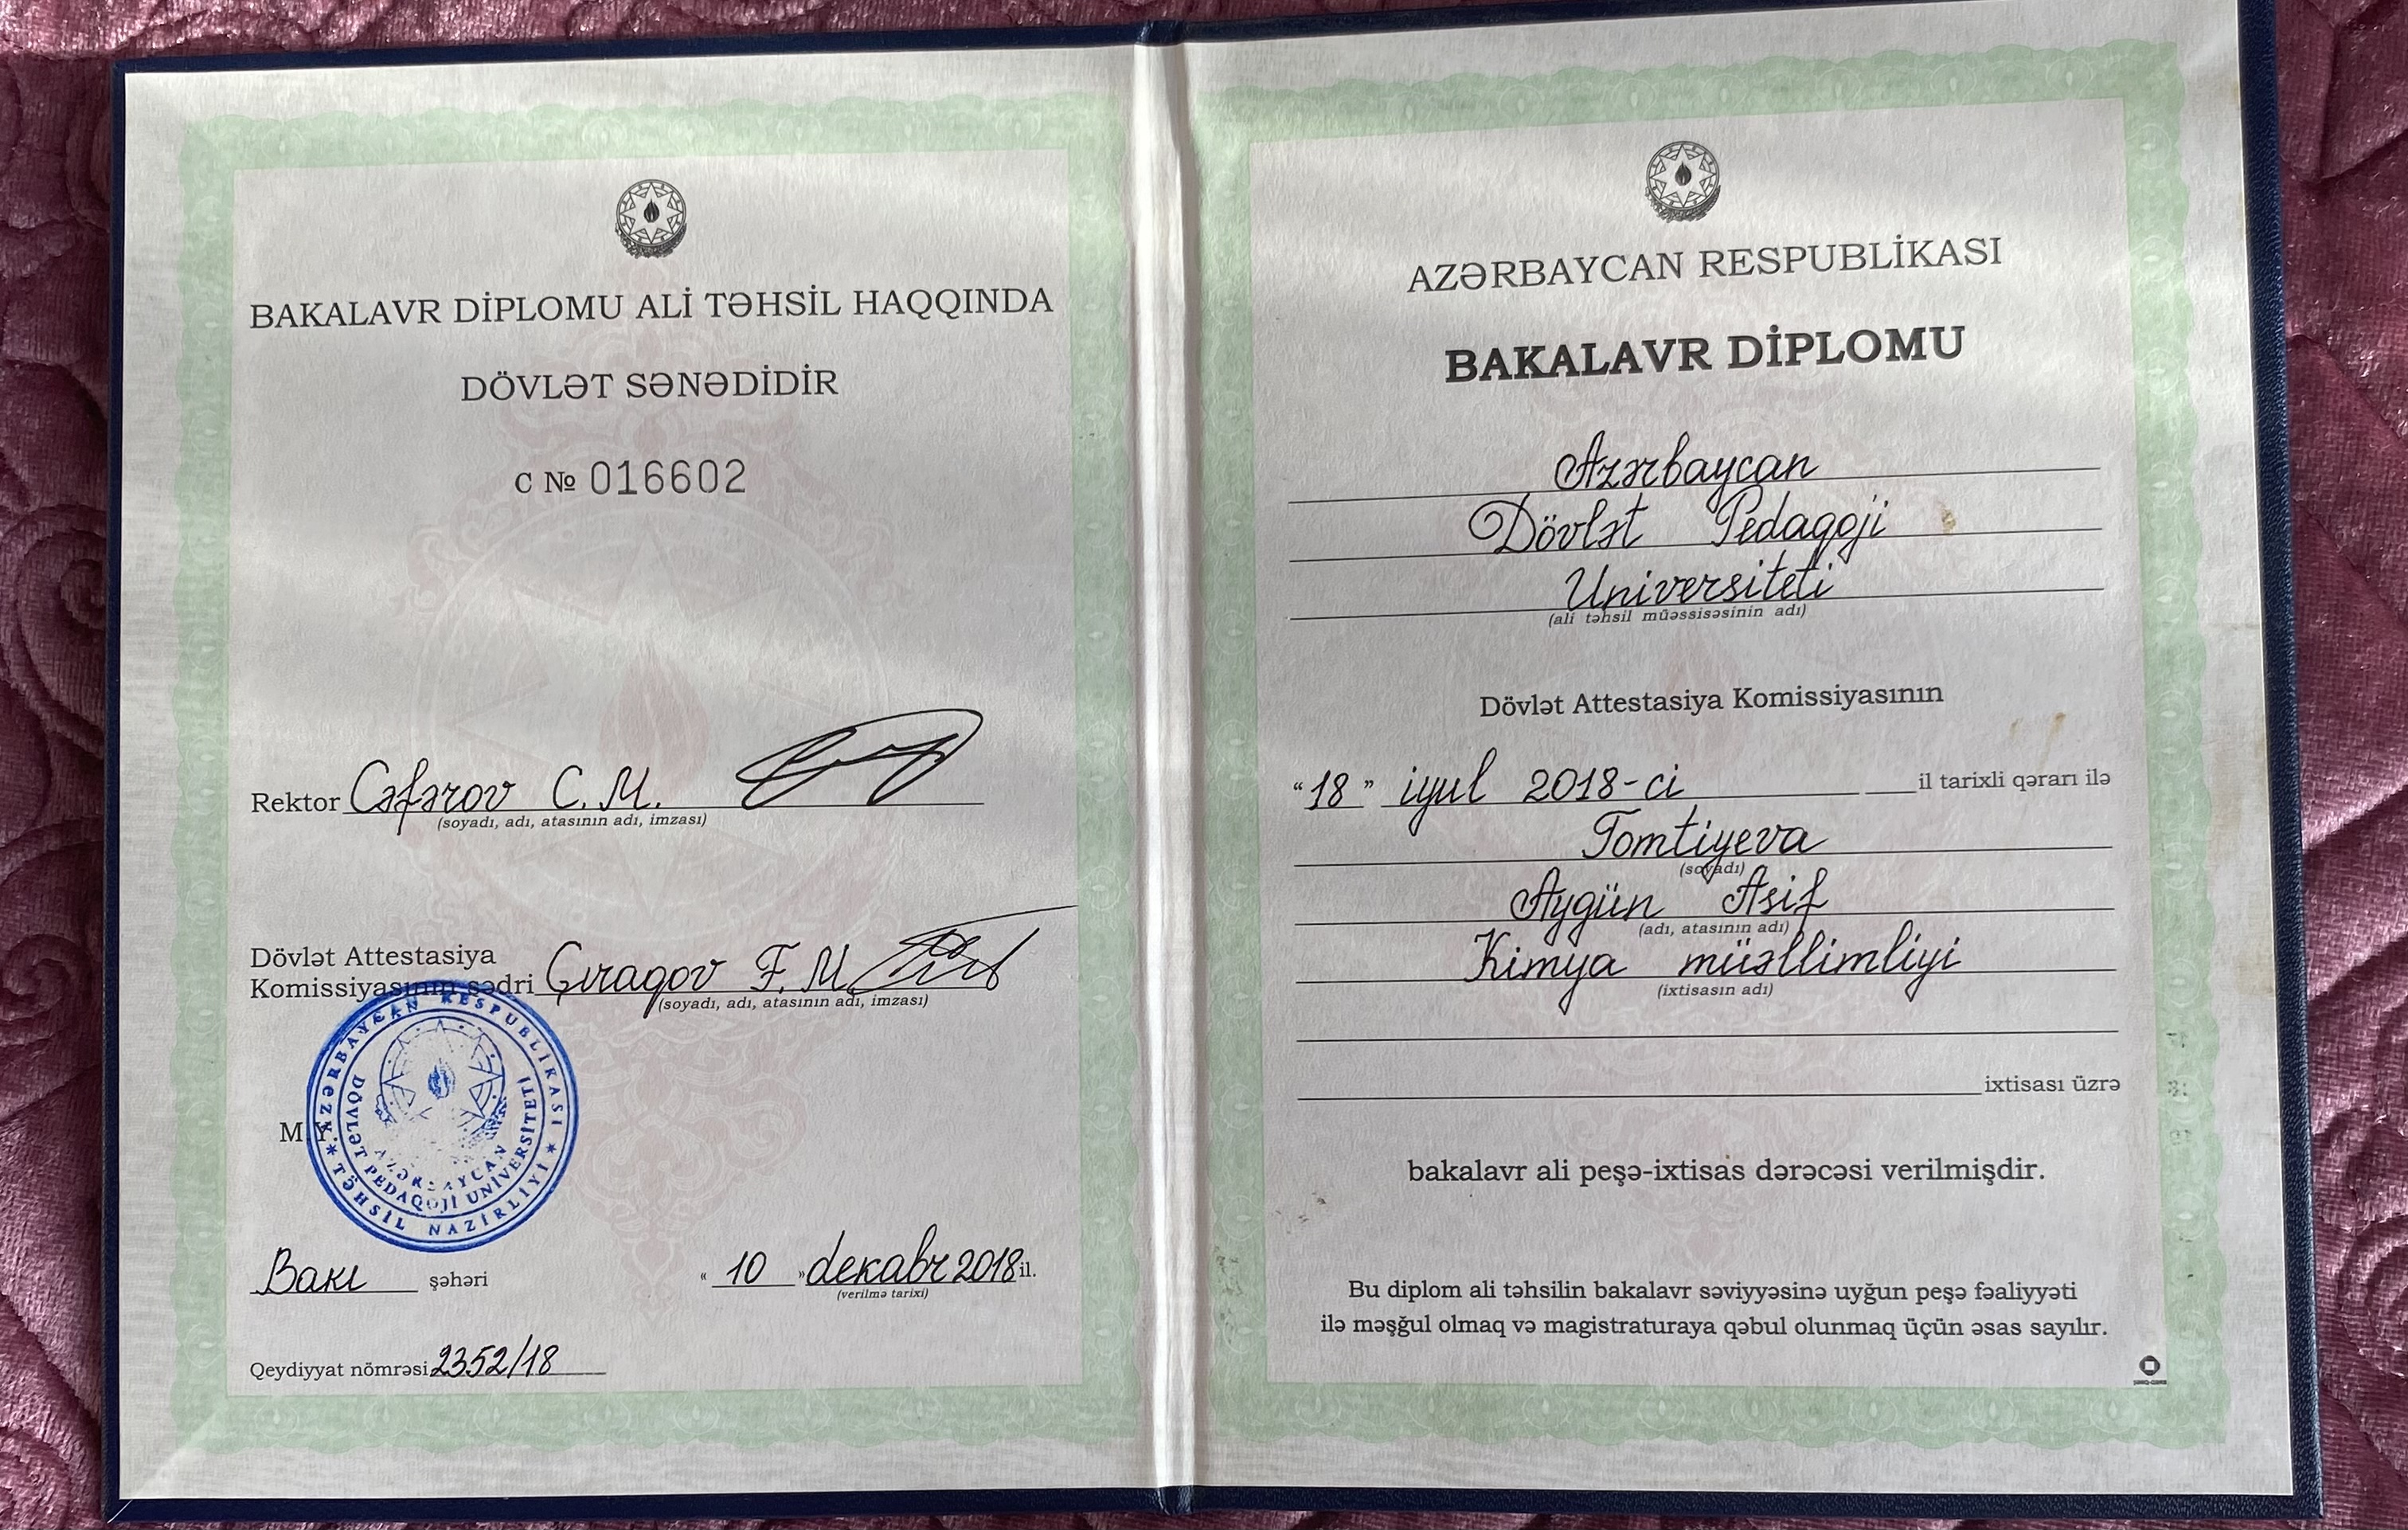 BAKALAVR DİPLOMU ALİ TƏHSİL HAQQINDA
DÖVLƏT SƏNƏDİDİR
C № 016602
Rektor Cəfərov C. M.
(soyadı, adı, atasının adı, imzası)
Dövlət Attestasiya
Komissiyasının sədri Çıraqov F. M.
(soyadı, adı, atasının adı, imzası)
AZƏRBAYCAN RESPUBLİKASI
TƏHSİL NAZİRLİYİ
AZƏRBAYCAN
DÖVLƏT PEDAQOJİ UNİVERSİTETİ
M.Y.
Bakı şəhəri « 10 » dekabr 2018 il.
(verilmə tarixi)
Qeydiyyat nömrəsi 2352/18
AZƏRBAYCAN RESPUBLİKASI
BAKALAVR DİPLOMU
Azərbaycan
Dövlət Pedaqoji
Universiteti
(ali təhsil müəssisəsinin adı)
Dövlət Attestasiya Komissiyasının
“18” iyul 2018-ci il tarixli qərarı ilə
Tomtiyeva
(soyadı)
Aygün Asif
(adı, atasının adı)
Kimya müəllimliyi
(ixtisasın adı)
ixtisası üzrə
bakalavr ali peşə-ixtisas dərəcəsi verilmişdir.
Bu diplom ali təhsilin bakalavr səviyyəsinə uyğun peşə fəaliyyəti
ilə məşğul olmaq və magistraturaya qəbul olunmaq üçün əsas sayılır.